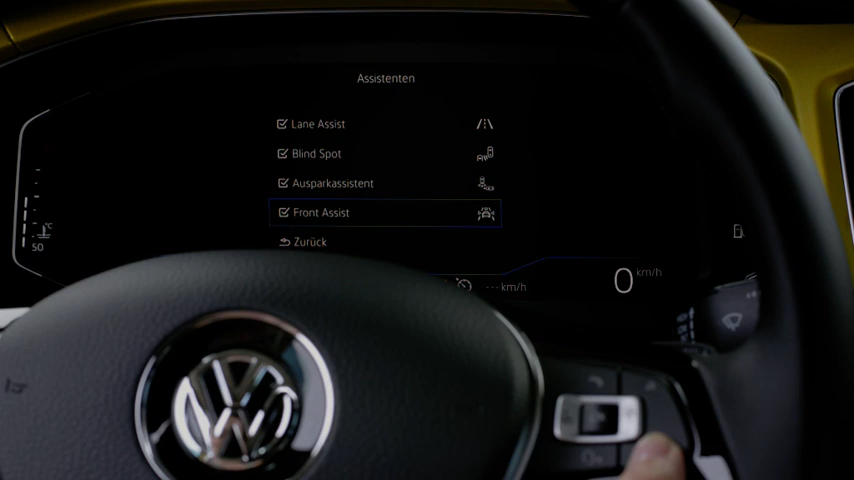 Assistenten
Lane Assist
Blind Spot
Ausparkassistent
Front Assist
Zurück
°C
50
--- km/h
0 km/h